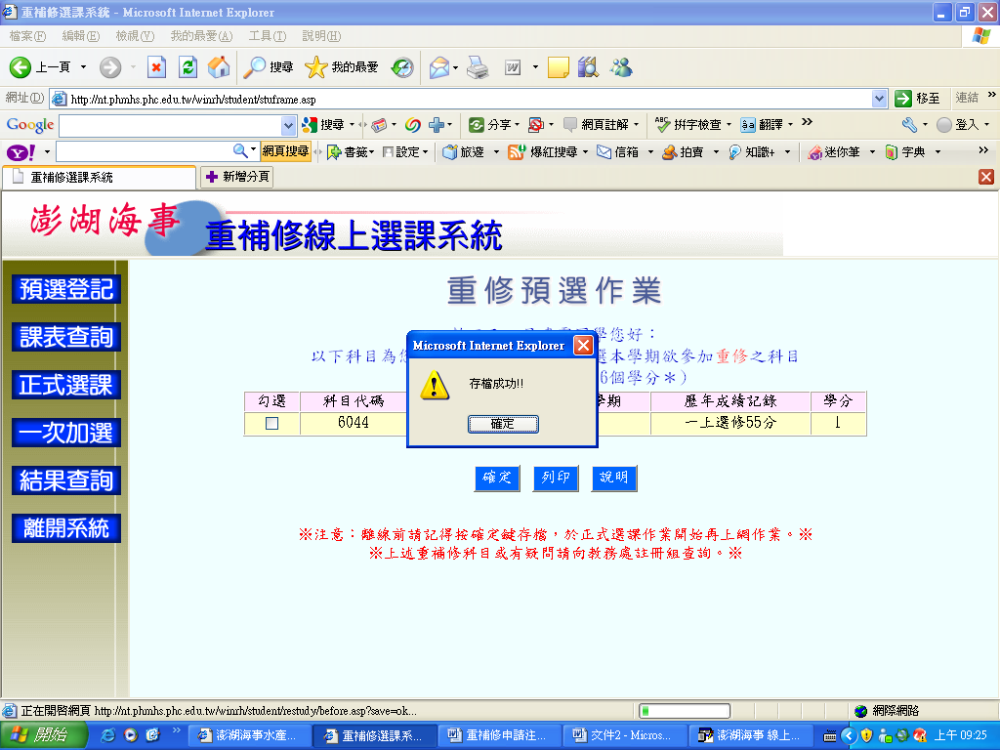 重補修選課系統 - Microsoft Internet Explorer
檔案(F) 編輯(E) 檢視(V) 我的最愛(A) 工具(T) 說明(H)
上一頁 搜尋 我的最愛
網址(D) http://nt.phmhs.phc.edu.tw/winrh/student/stuframe.asp 移至 連結 »
Google 搜尋 分享 網頁註解 ABC 拼字檢查 翻譯 » 登入
Y! 網頁搜尋 書籤 設定 旅遊 爆紅搜尋 信箱 拍賣 知識+ 迷你筆 字典 »
重補修選課系統 新增分頁
澎湖海事
重補修線上選課系統
預選登記
課表查詢
正式選課
一次加選
結果查詢
離開系統
重修預選作業
學您好：
以下科目為您 選本學期欲參加重修之科目
6個學分＊）
Microsoft Internet Explorer
存檔成功!!
確定
勾選 科目代碼 學期 歷年成績記錄 學分
6044 一上選修55分 1
確定 列印 說明
※注意：離線前請記得按確定鍵存檔，於正式選課作業開始再上網作業。※
※上述重補修科目或有疑問請向教務處註冊組查詢。※
正在開啓網頁 http://nt.phmhs.phc.edu.tw/winrh/student/restudy/before.asp?save=ok... 網際網路
開始 » 澎湖海事水產... 重補修選課系... 重補修申請注... 文件2 - Micros... 澎湖海事 線上... 上午 09:25